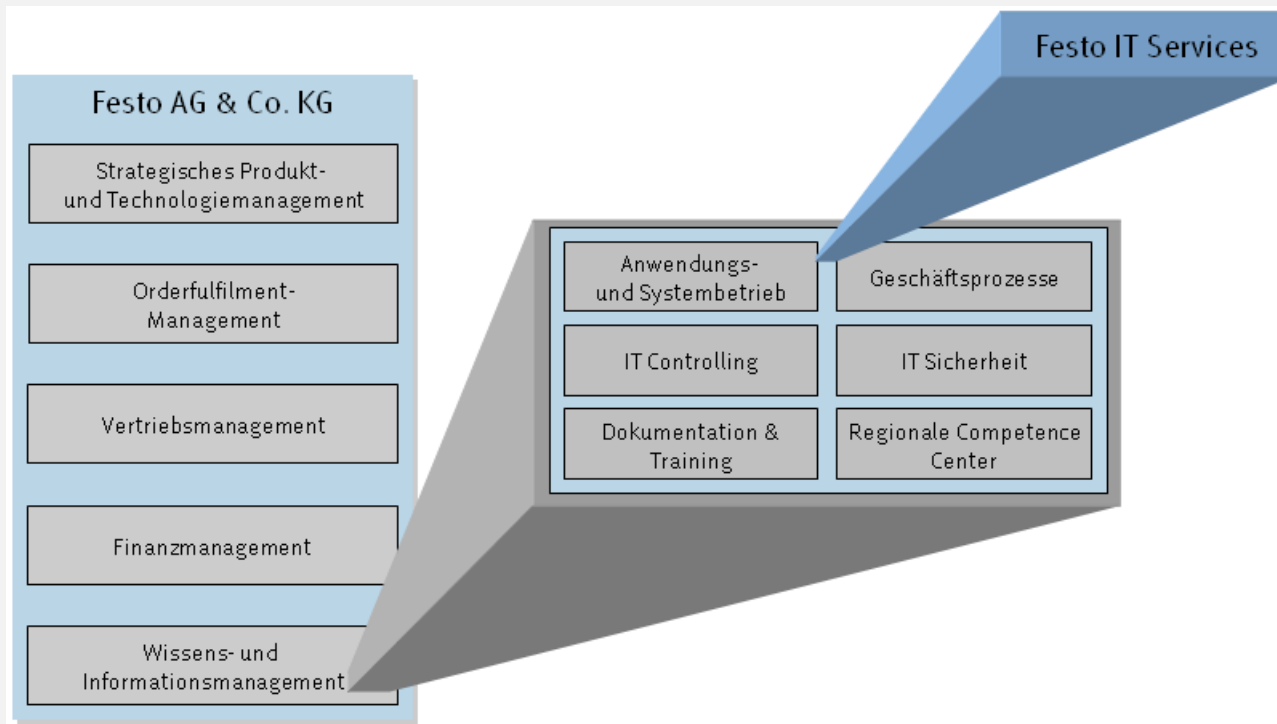 Festo IT Services
Festo AG & Co. KG
Strategisches Produkt-
und Technologiemanagement
Orderfulfilment-
Management
Vertriebsmanagement
Finanzmanagement
Wissens- und
Informationsmanagement
Anwendungs-
und Systembetrieb
Geschäftsprozesse
IT Controlling
IT Sicherheit
Dokumentation &
Training
Regionale Competence
Center